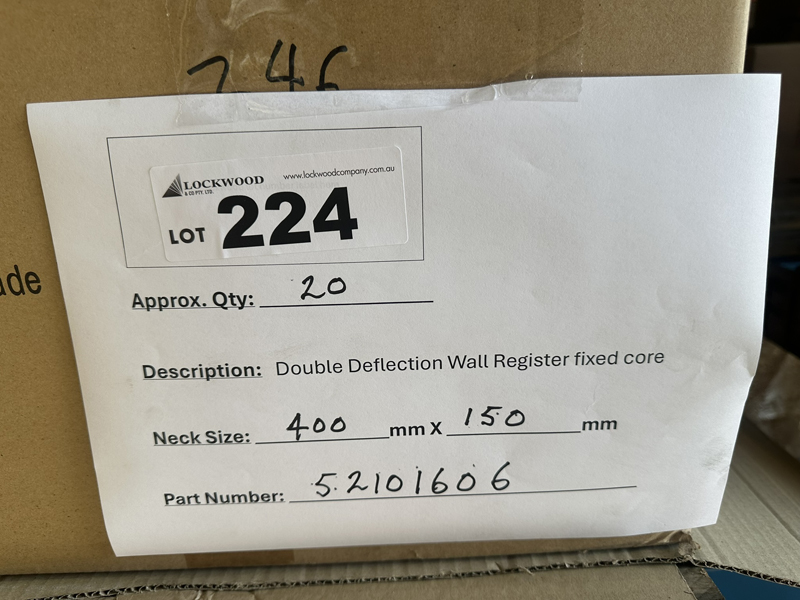 246
LOCKWOOD
& CO PTY. LTD.
www.lockwoodcompany.com.au
LOT 224
Approx. Qty: 20
Description: Double Deflection Wall Register fixed core
Neck Size: 400 mm X 150 mm
Part Number: 52101606